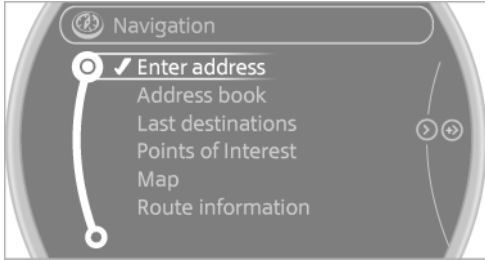 Navigation
Enter address
Address book
Last destinations
Points of Interest
Map
Route information